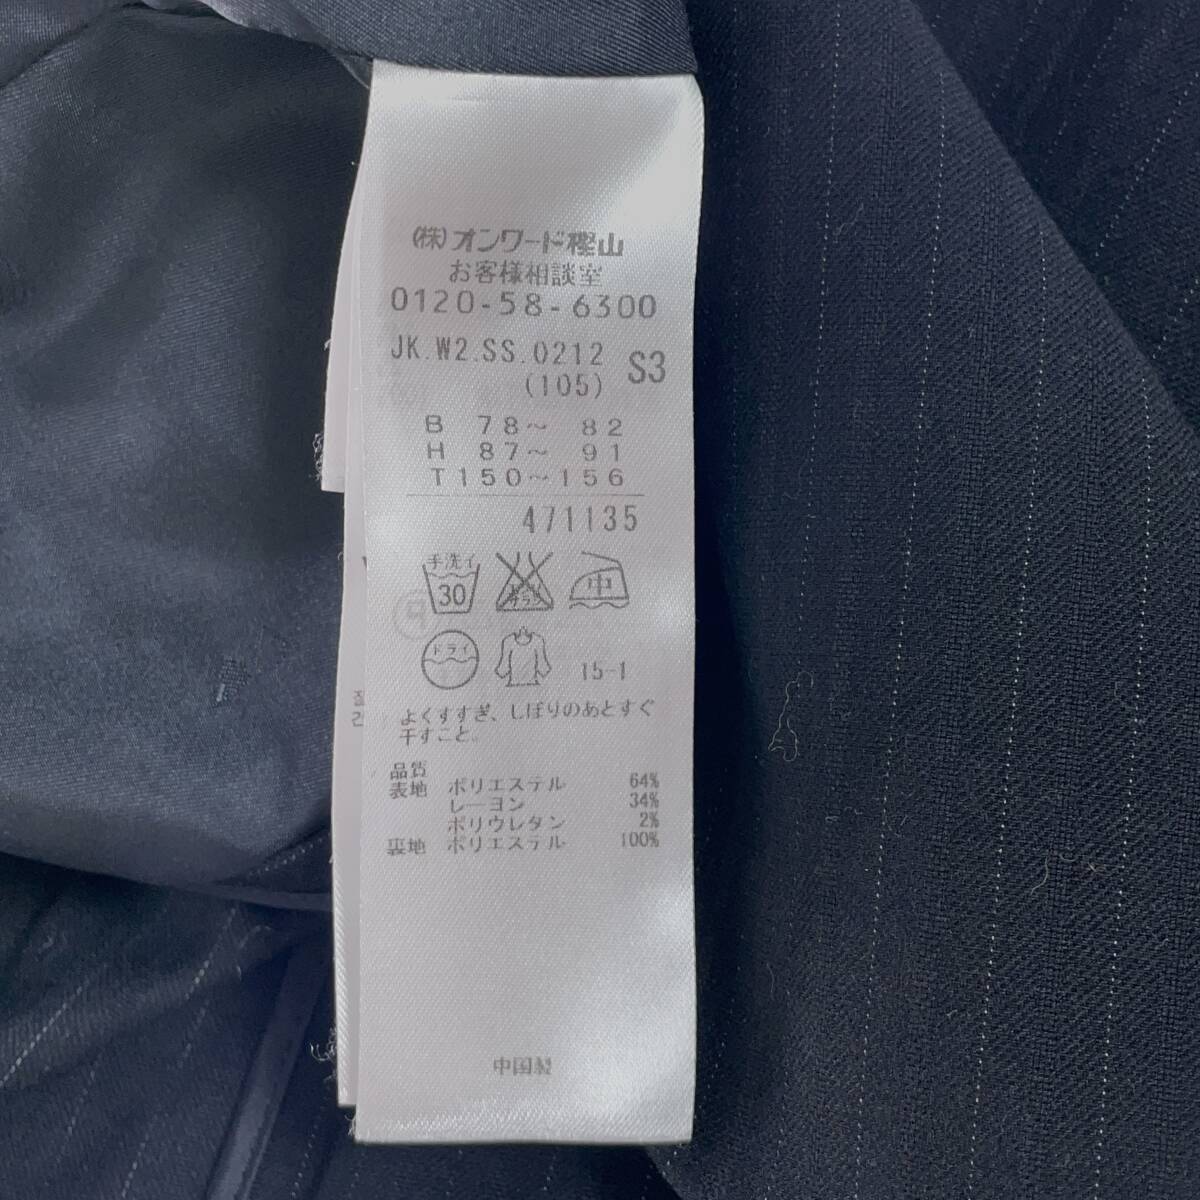 (株)オンワード樫山
お客様相談室
0120-58-6300
JK.W2.SS.0212
(105)
S3
B 78～ 82
H 87～ 91
T150～156
471135
手洗イ
30
中
ドライ
15-1
よくすすぎ、しぼりのあとすぐ
干すこと。
品質
表地 ポリエステル 64%
レーヨン 34%
ポリウレタン 2%
裏地 ポリエステル 100%
中国製